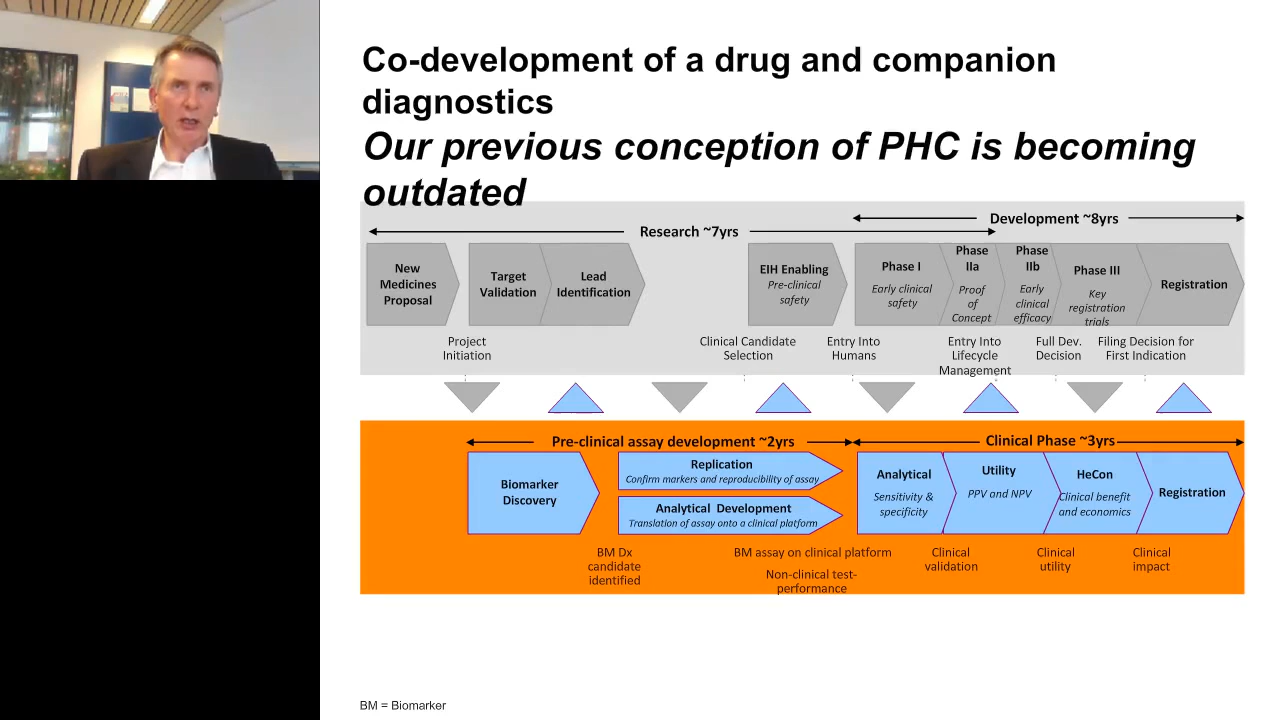 Co-development of a drug and companion
diagnostics
Our previous conception of PHC is becoming
outdated
Development ~8yrs
Research ~7yrs
New
Medicines
Proposal
Target
Validation
Lead
Identification
EIH Enabling
Pre-clinical
safety
Phase I
Early clinical
safety
Phase
IIa
Proof
of
Concept
Phase
IIb
Early
clinical
efficacy
Phase III
Key
registration
trials
Registration
Project
Initiation
Clinical Candidate
Selection
Entry Into
Humans
Entry Into
Lifecycle
Management
Full Dev.
Decision
Filing Decision for
First Indication
Pre-clinical assay development ~2yrs
Clinical Phase ~3yrs
Biomarker
Discovery
Replication
Confirm markers and reproducibility of assay
Analytical Development
Translation of assay onto a clinical platform
Analytical
Sensitivity &
specificity
Utility
PPV and NPV
HeCon
Clinical benefit
and economics
Registration
BM Dx
candidate
identified
BM assay on clinical platform
Non-clinical test-
performance
Clinical
validation
Clinical
utility
Clinical
impact
BM = Biomarker